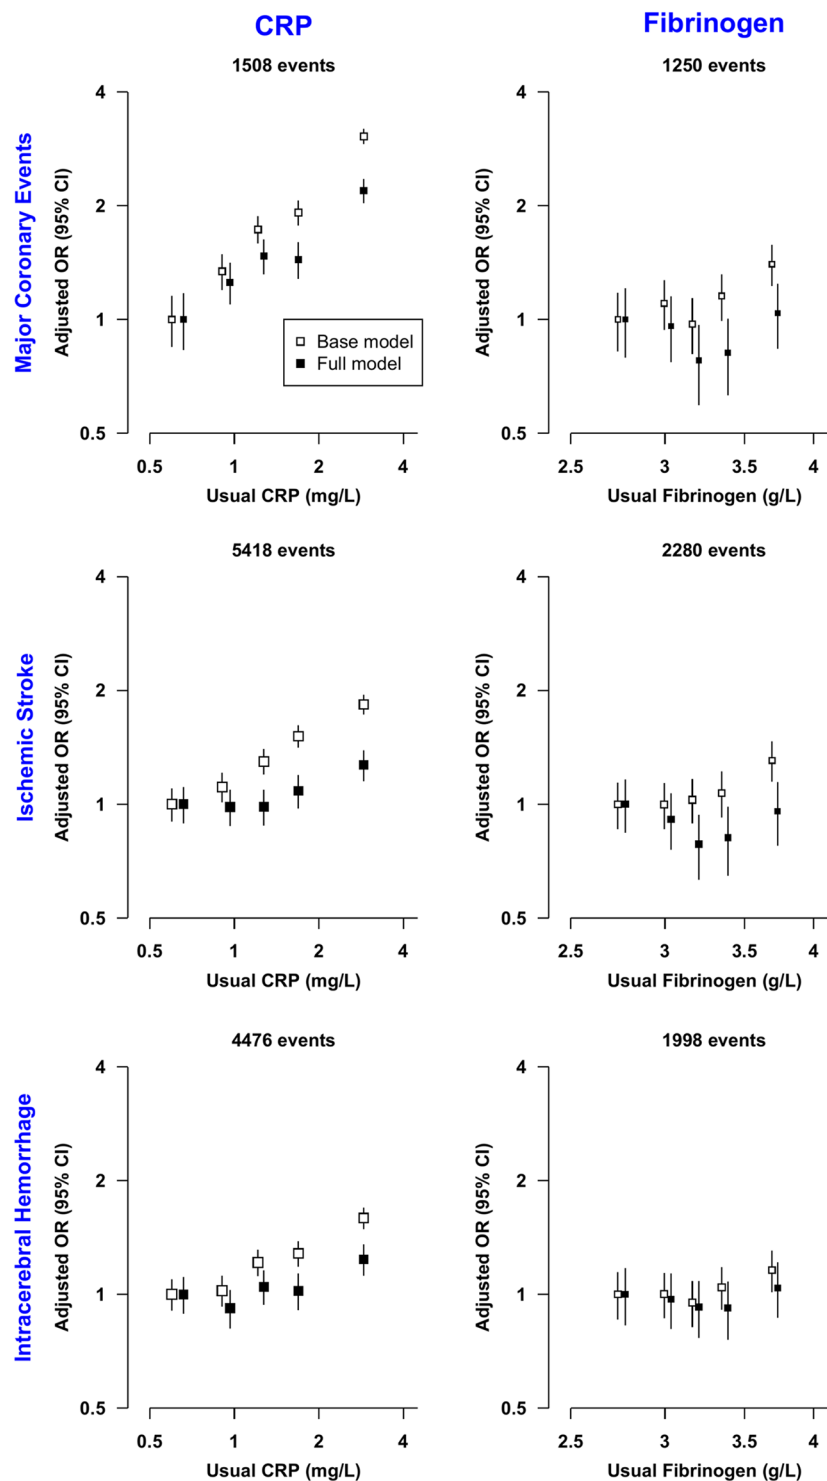 CRP
Fibrinogen
1508 events
1250 events
Major Coronary Events
Adjusted OR (95% CI)
4
2
1
0.5
Base model
Full model
0.5
1
2
4
Usual CRP (mg/L)
Adjusted OR (95% CI)
4
2
1
0.5
2.5
3
3.5
4
Usual Fibrinogen (g/L)
5418 events
2280 events
Ischemic Stroke
Adjusted OR (95% CI)
4
2
1
0.5
0.5
1
2
4
Usual CRP (mg/L)
Adjusted OR (95% CI)
4
2
1
0.5
2.5
3
3.5
4
Usual Fibrinogen (g/L)
4476 events
1998 events
Intracerebral Hemorrhage
Adjusted OR (95% CI)
4
2
1
0.5
0.5
1
2
4
Usual CRP (mg/L)
Adjusted OR (95% CI)
4
2
1
0.5
2.5
3
3.5
4
Usual Fibrinogen (g/L)